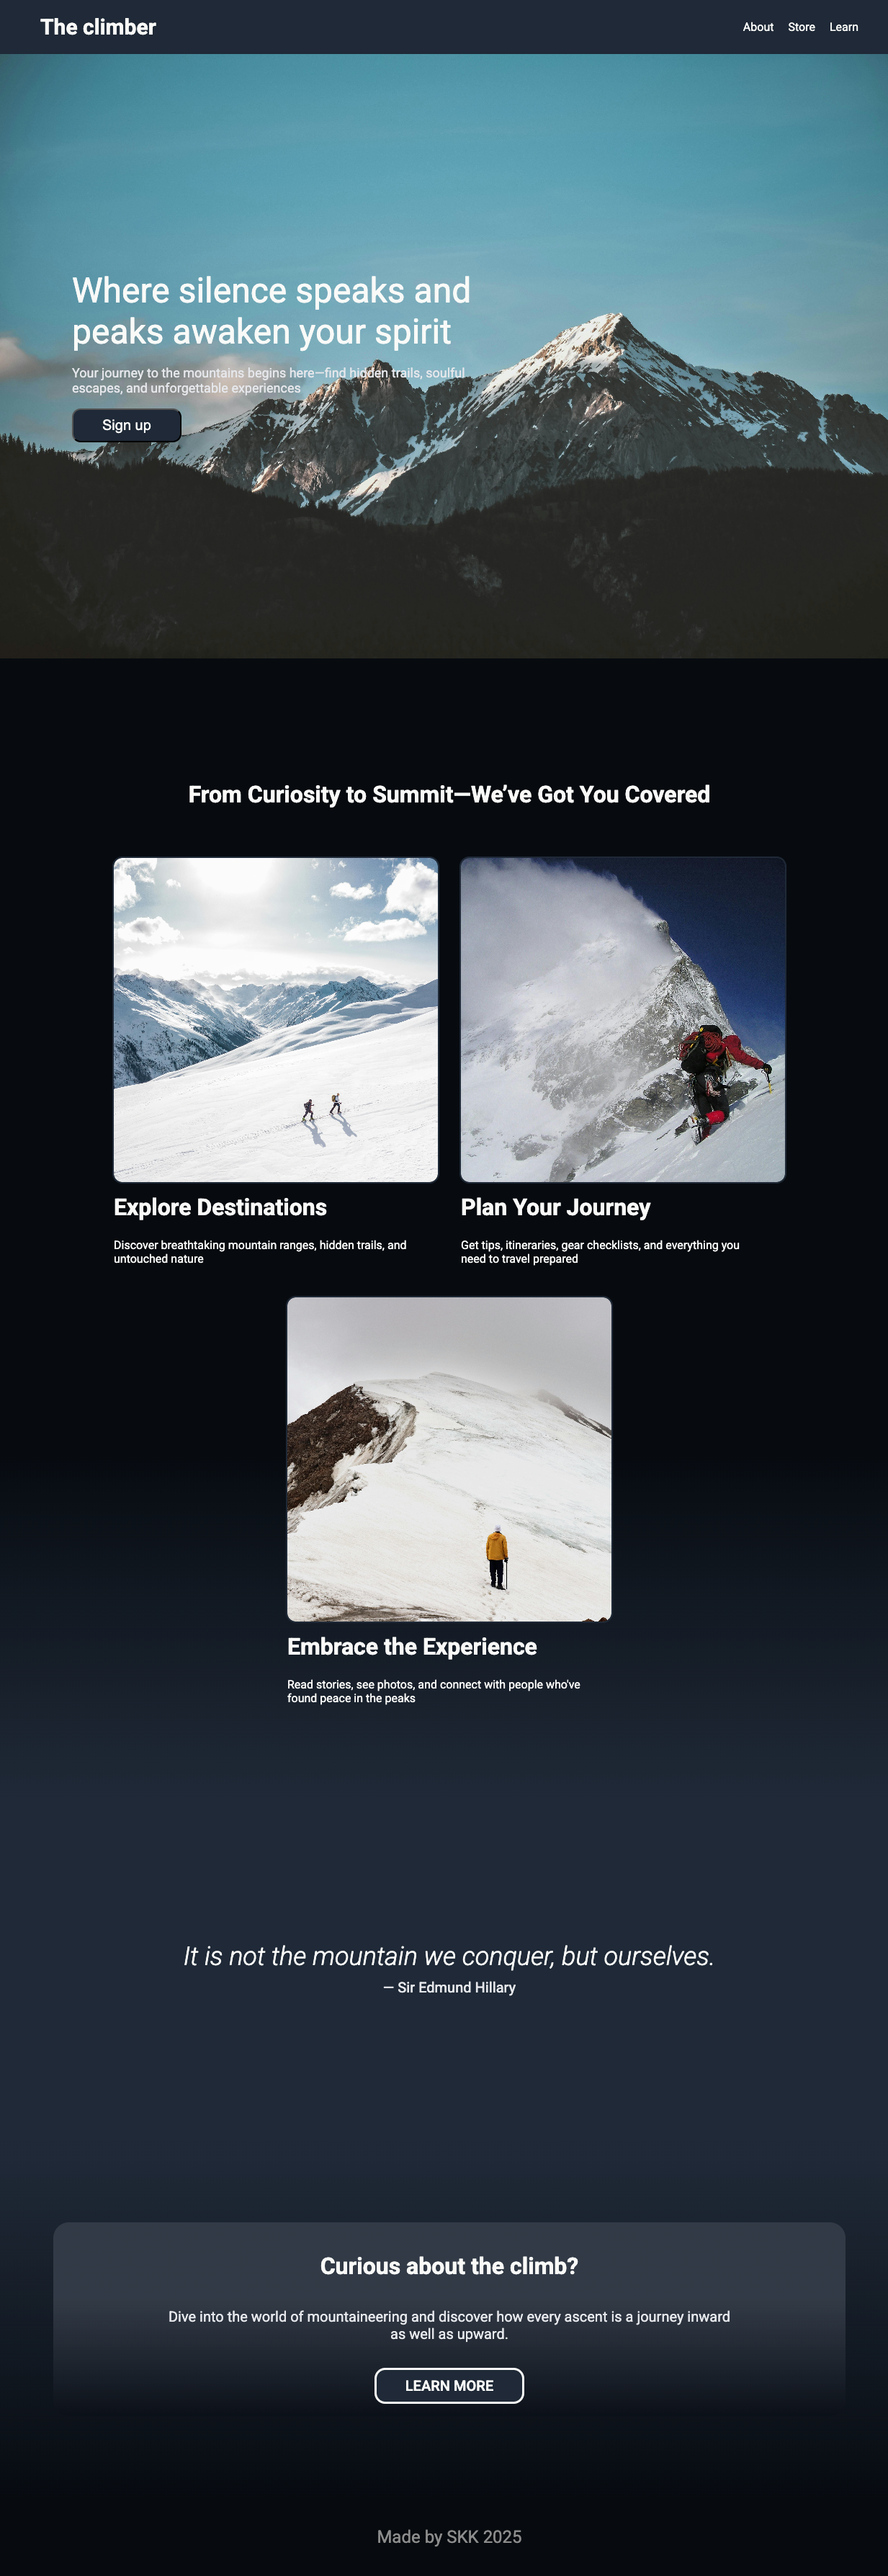 The climber
About Store Learn
Where silence speaks and
peaks awaken your spirit
Your journey to the mountains begins here—find hidden trails, soulful
escapes, and unforgettable experiences
Sign up
From Curiosity to Summit—We’ve Got You Covered
Explore Destinations
Discover breathtaking mountain ranges, hidden trails, and
untouched nature
Plan Your Journey
Get tips, itineraries, gear checklists, and everything you
need to travel prepared
Embrace the Experience
Read stories, see photos, and connect with people who've
found peace in the peaks
It is not the mountain we conquer, but ourselves.
— Sir Edmund Hillary
Curious about the climb?
Dive into the world of mountaineering and discover how every ascent is a journey inward
as well as upward.
LEARN MORE
Made by SKK 2025